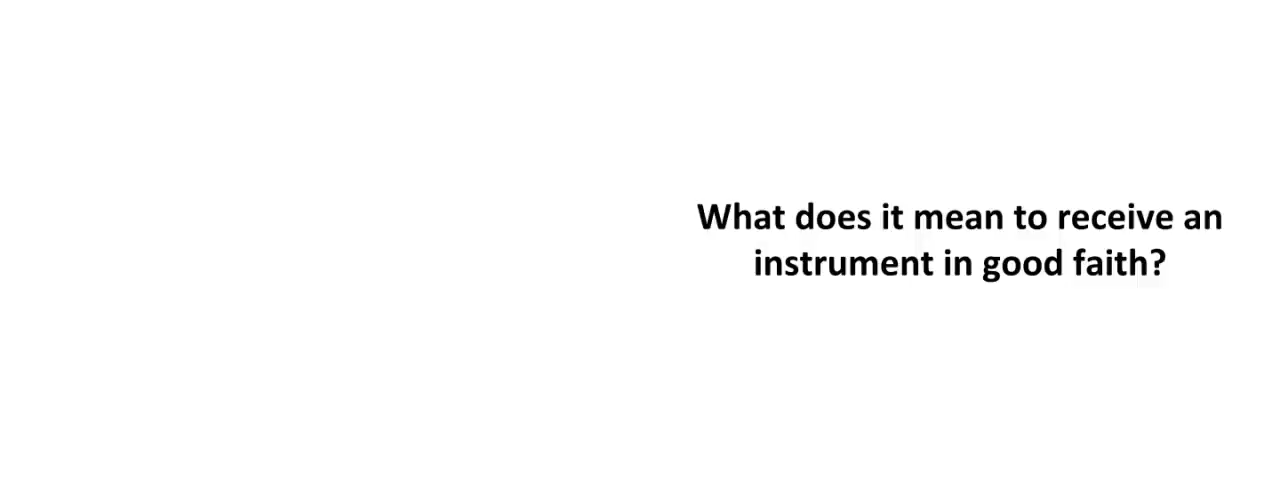 What does it mean to receive an
instrument in good faith?